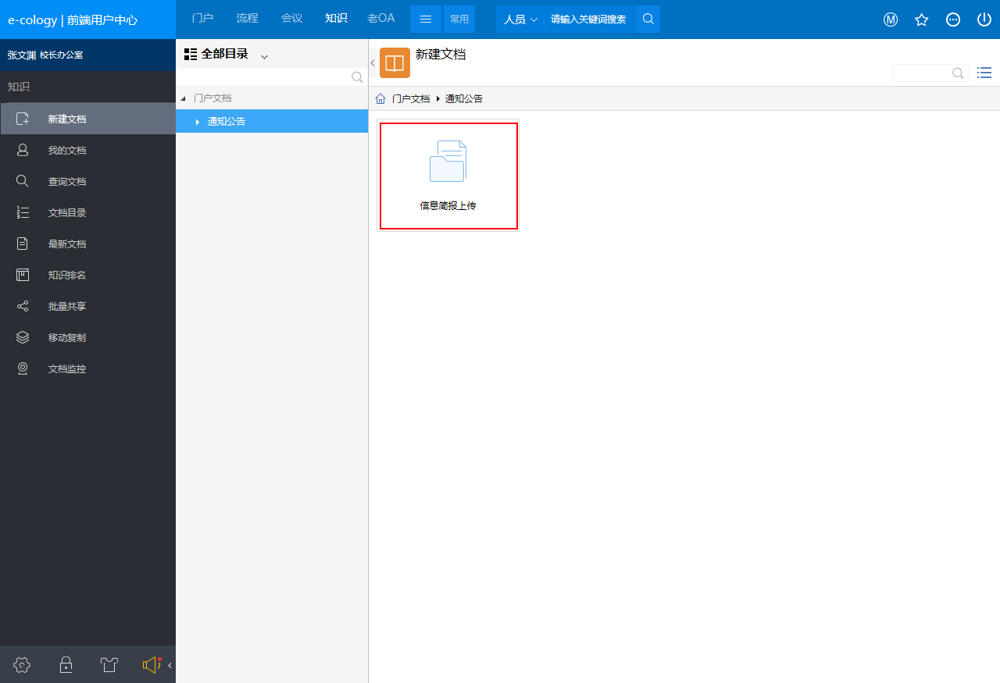 e-cology | 前端用户中心
门户 流程 会议 知识 老OA 常用 人员 请输入关键词搜索
张文渊 校长办公室
知识
新建文档
我的文档
查询文档
文档目录
最新文档
知识排名
批量共享
移动复制
文档监控
全部目录
门户文档
通知公告
新建文档
门户文档 通知公告
信息简报上传